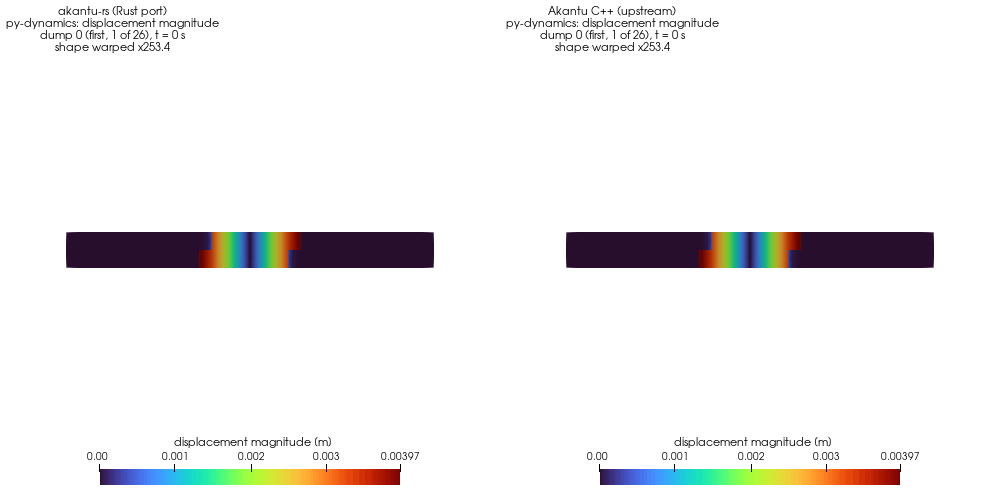 akantu-rs (Rust port)
py-dynamics: displacement magnitude
dump 0 (first, 1 of 26), t = 0 s
shape warped x253.4
Akantu C++ (upstream)
py-dynamics: displacement magnitude
dump 0 (first, 1 of 26), t = 0 s
shape warped x253.4
displacement magnitude (m)
0.00 0.001 0.002 0.003 0.00397
displacement magnitude (m)
0.00 0.001 0.002 0.003 0.00397